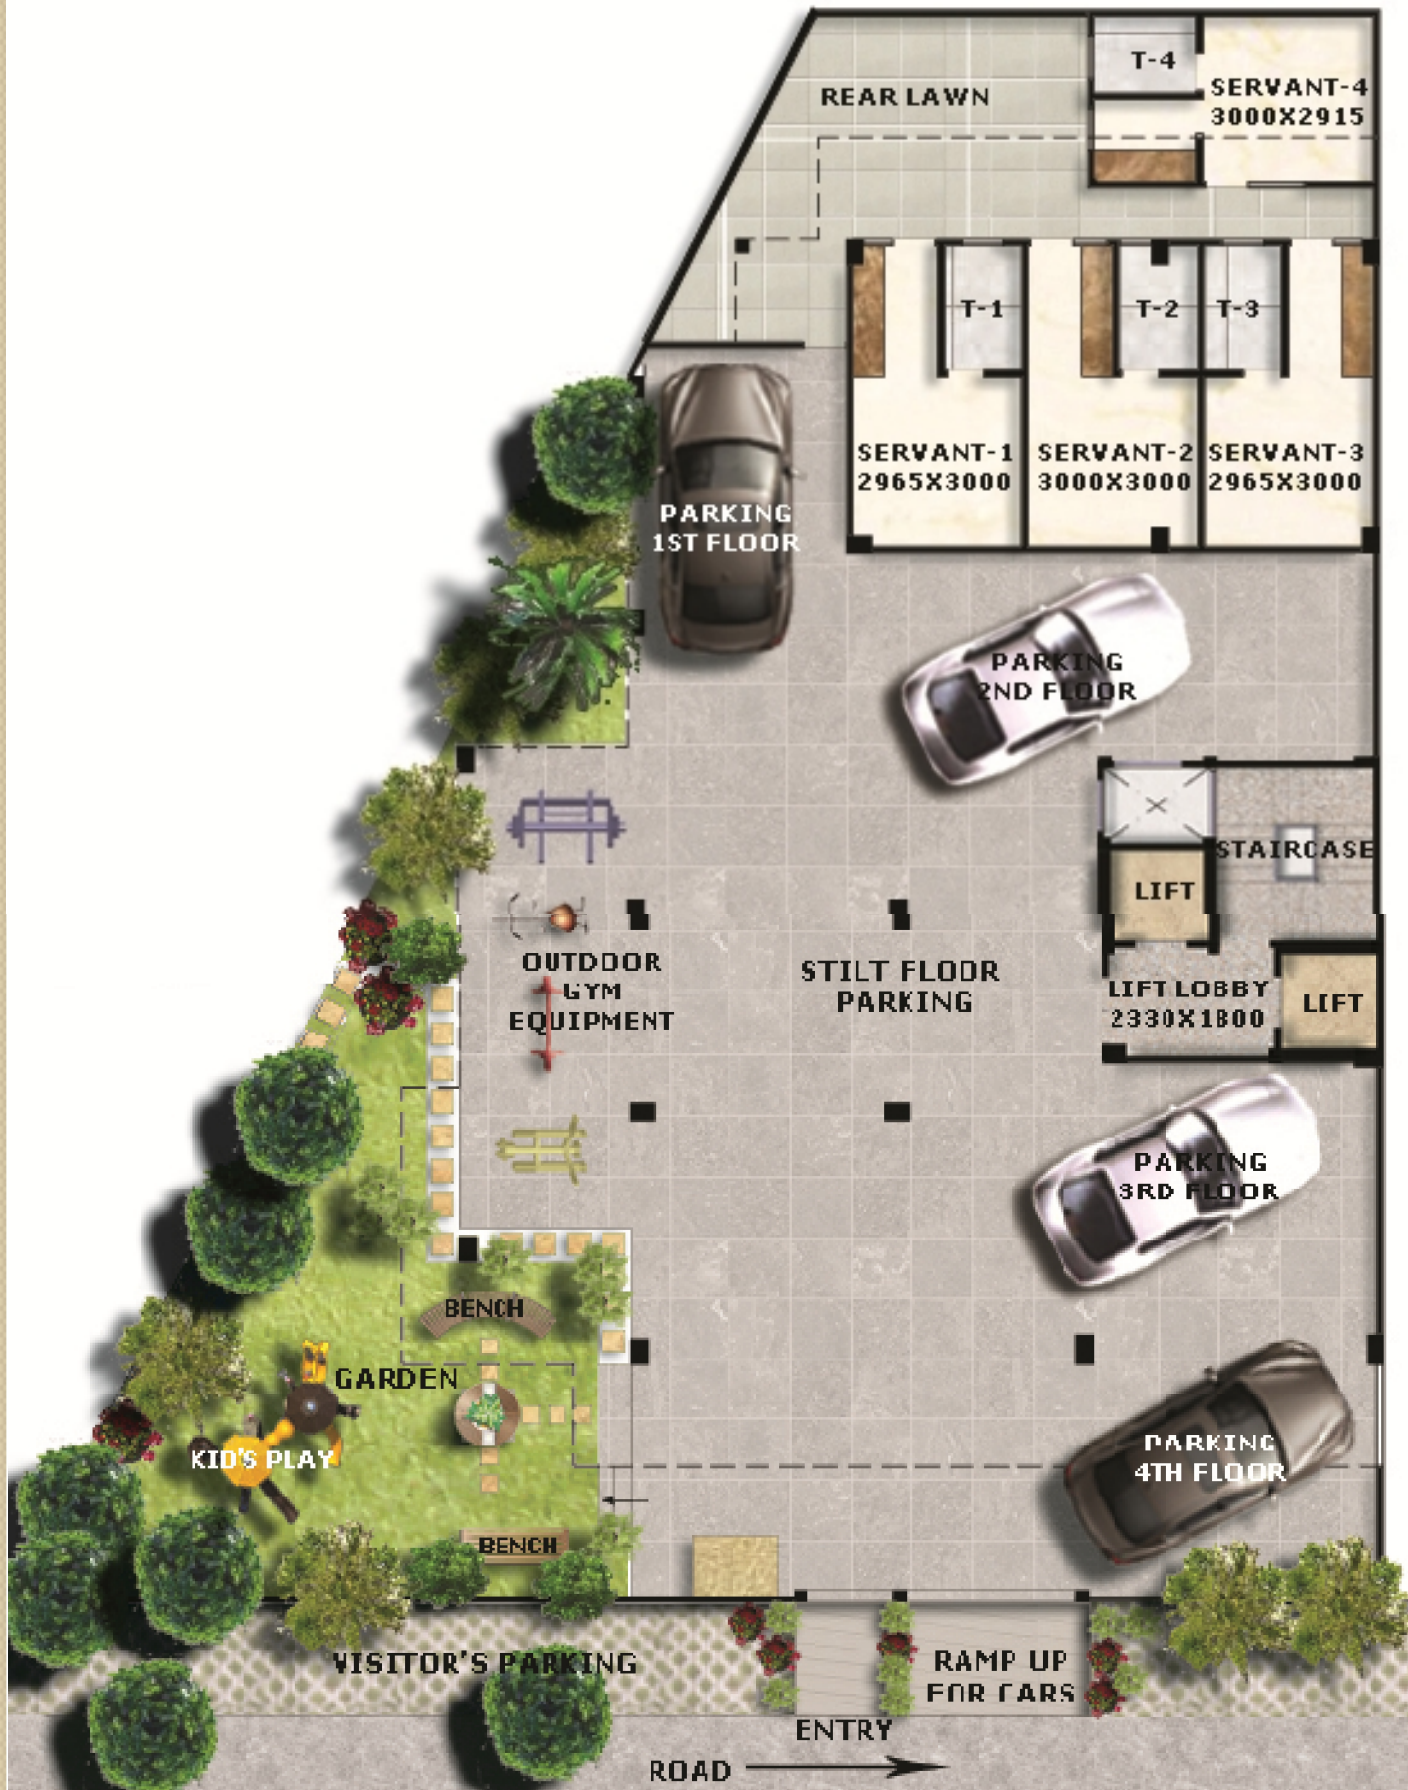 T-4
REAR LAWN
SERVANT-4
3000X2915
T-1
T-2
T-3
SERVANT-1
2965X3000
SERVANT-2
3000X3000
SERVANT-3
2965X3000
PARKING
1ST FLOOR
PARKING
2ND FLOOR
STAIRCASE
LIFT
OUTDOOR
GYM
EQUIPMENT
STILT FLOOR
PARKING
LIFT LOBBY
2330X1800
LIFT
PARKING
3RD FLOOR
BENCH
GARDEN
KID'S PLAY
PARKING
4TH FLOOR
BENCH
VISITOR'S PARKING
RAMP UP
FOR CARS
ENTRY
ROAD